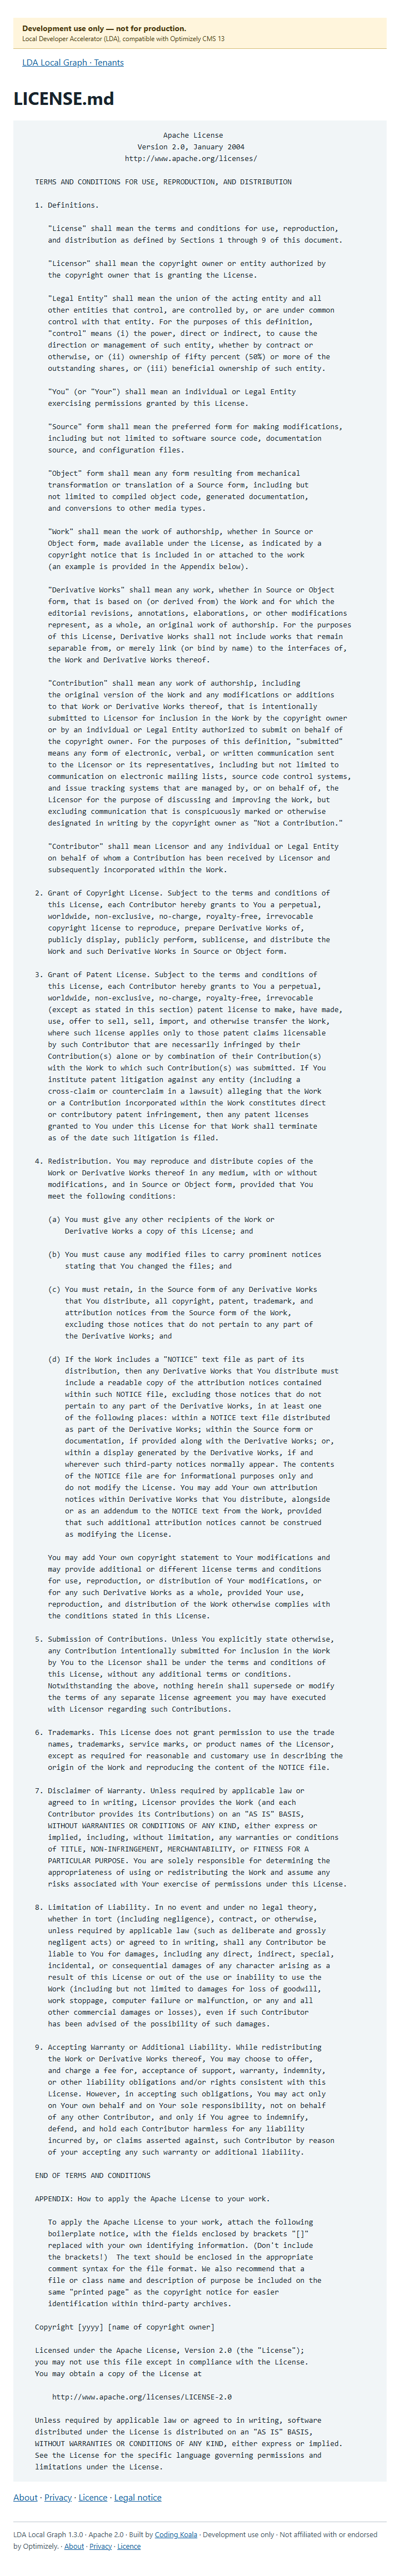 Development use only — not for production.
Local Developer Accelerator (LDA), compatible with Optimizely CMS 13
LDA Local Graph · Tenants
LICENSE.md
Apache License
Version 2.0, January 2004
http://www.apache.org/licenses/
TERMS AND CONDITIONS FOR USE, REPRODUCTION, AND DISTRIBUTION
1. Definitions.
"License" shall mean the terms and conditions for use, reproduction,
and distribution as defined by Sections 1 through 9 of this document.
"Licensor" shall mean the copyright owner or entity authorized by
the copyright owner that is granting the License.
"Legal Entity" shall mean the union of the acting entity and all
other entities that control, are controlled by, or are under common
control with that entity. For the purposes of this definition,
"control" means (i) the power, direct or indirect, to cause the
direction or management of such entity, whether by contract or
otherwise, or (ii) ownership of fifty percent (50%) or more of the
outstanding shares, or (iii) beneficial ownership of such entity.
"You" (or "Your") shall mean an individual or Legal Entity
exercising permissions granted by this License.
"Source" form shall mean the preferred form for making modifications,
including but not limited to software source code, documentation
source, and configuration files.
"Object" form shall mean any form resulting from mechanical
transformation or translation of a Source form, including but
not limited to compiled object code, generated documentation,
and conversions to other media types.
"Work" shall mean the work of authorship, whether in Source or
Object form, made available under the License, as indicated by a
copyright notice that is included in or attached to the work
(an example is provided in the Appendix below).
"Derivative Works" shall mean any work, whether in Source or Object
form, that is based on (or derived from) the Work and for which the
editorial revisions, annotations, elaborations, or other modifications
represent, as a whole, an original work of authorship. For the purposes
of this License, Derivative Works shall not include works that remain
separable from, or merely link (or bind by name) to the interfaces of,
the Work and Derivative Works thereof.
"Contribution" shall mean any work of authorship, including
the original version of the Work and any modifications or additions
to that Work or Derivative Works thereof, that is intentionally
submitted to Licensor for inclusion in the Work by the copyright owner
or by an individual or Legal Entity authorized to submit on behalf of
the copyright owner. For the purposes of this definition, "submitted"
means any form of electronic, verbal, or written communication sent
to the Licensor or its representatives, including but not limited to
communication on electronic mailing lists, source code control systems,
and issue tracking systems that are managed by, or on behalf of, the
Licensor for the purpose of discussing and improving the Work, but
excluding communication that is conspicuously marked or otherwise
designated in writing by the copyright owner as "Not a Contribution."
"Contributor" shall mean Licensor and any individual or Legal Entity
on behalf of whom a Contribution has been received by Licensor and
subsequently incorporated within the Work.
2. Grant of Copyright License. Subject to the terms and conditions of
this License, each Contributor hereby grants to You a perpetual,
worldwide, non-exclusive, no-charge, royalty-free, irrevocable
copyright license to reproduce, prepare Derivative Works of,
publicly display, publicly perform, sublicense, and distribute the
Work and such Derivative Works in Source or Object form.
3. Grant of Patent License. Subject to the terms and conditions of
this License, each Contributor hereby grants to You a perpetual,
worldwide, non-exclusive, no-charge, royalty-free, irrevocable
(except as stated in this section) patent license to make, have made,
use, offer to sell, sell, import, and otherwise transfer the Work,
where such license applies only to those patent claims licensable
by such Contributor that are necessarily infringed by their
Contribution(s) alone or by combination of their Contribution(s)
with the Work to which such Contribution(s) was submitted. If You
institute patent litigation against any entity (including a
cross-claim or counterclaim in a lawsuit) alleging that the Work
or a Contribution incorporated within the Work constitutes direct
or contributory patent infringement, then any patent licenses
granted to You under this License for that Work shall terminate
as of the date such litigation is filed.
4. Redistribution. You may reproduce and distribute copies of the
Work or Derivative Works thereof in any medium, with or without
modifications, and in Source or Object form, provided that You
meet the following conditions:
(a) You must give any other recipients of the Work or
Derivative Works a copy of this License; and
(b) You must cause any modified files to carry prominent notices
stating that You changed the files; and
(c) You must retain, in the Source form of any Derivative Works
that You distribute, all copyright, patent, trademark, and
attribution notices from the Source form of the Work,
excluding those notices that do not pertain to any part of
the Derivative Works; and
(d) If the Work includes a "NOTICE" text file as part of its
distribution, then any Derivative Works that You distribute must
include a readable copy of the attribution notices contained
within such NOTICE file, excluding those notices that do not
pertain to any part of the Derivative Works, in at least one
of the following places: within a NOTICE text file distributed
as part of the Derivative Works; within the Source form or
documentation, if provided along with the Derivative Works; or,
within a display generated by the Derivative Works, if and
wherever such third-party notices normally appear. The contents
of the NOTICE file are for informational purposes only and
do not modify the License. You may add Your own attribution
notices within Derivative Works that You distribute, alongside
or as an addendum to the NOTICE text from the Work, provided
that such additional attribution notices cannot be construed
as modifying the License.
You may add Your own copyright statement to Your modifications and
may provide additional or different license terms and conditions
for use, reproduction, or distribution of Your modifications, or
for any such Derivative Works as a whole, provided Your use,
reproduction, and distribution of the Work otherwise complies with
the conditions stated in this License.
5. Submission of Contributions. Unless You explicitly state otherwise,
any Contribution intentionally submitted for inclusion in the Work
by You to the Licensor shall be under the terms and conditions of
this License, without any additional terms or conditions.
Notwithstanding the above, nothing herein shall supersede or modify
the terms of any separate license agreement you may have executed
with Licensor regarding such Contributions.
6. Trademarks. This License does not grant permission to use the trade
names, trademarks, service marks, or product names of the Licensor,
except as required for reasonable and customary use in describing the
origin of the Work and reproducing the content of the NOTICE file.
7. Disclaimer of Warranty. Unless required by applicable law or
agreed to in writing, Licensor provides the Work (and each
Contributor provides its Contributions) on an "AS IS" BASIS,
WITHOUT WARRANTIES OR CONDITIONS OF ANY KIND, either express or
implied, including, without limitation, any warranties or conditions
of TITLE, NON-INFRINGEMENT, MERCHANTABILITY, or FITNESS FOR A
PARTICULAR PURPOSE. You are solely responsible for determining the
appropriateness of using or redistributing the Work and assume any
risks associated with Your exercise of permissions under this License.
8. Limitation of Liability. In no event and under no legal theory,
whether in tort (including negligence), contract, or otherwise,
unless required by applicable law (such as deliberate and grossly
negligent acts) or agreed to in writing, shall any Contributor be
liable to You for damages, including any direct, indirect, special,
incidental, or consequential damages of any character arising as a
result of this License or out of the use or inability to use the
Work (including but not limited to damages for loss of goodwill,
work stoppage, computer failure or malfunction, or any and all
other commercial damages or losses), even if such Contributor
has been advised of the possibility of such damages.
9. Accepting Warranty or Additional Liability. While redistributing
the Work or Derivative Works thereof, You may choose to offer,
and charge a fee for, acceptance of support, warranty, indemnity,
or other liability obligations and/or rights consistent with this
License. However, in accepting such obligations, You may act only
on Your own behalf and on Your sole responsibility, not on behalf
of any other Contributor, and only if You agree to indemnify,
defend, and hold each Contributor harmless for any liability
incurred by, or claims asserted against, such Contributor by reason
of your accepting any such warranty or additional liability.
END OF TERMS AND CONDITIONS
APPENDIX: How to apply the Apache License to your work.
To apply the Apache License to your work, attach the following
boilerplate notice, with the fields enclosed by brackets "[]"
replaced with your own identifying information. (Don't include
the brackets!)  The text should be enclosed in the appropriate
comment syntax for the file format. We also recommend that a
file or class name and description of purpose be included on the
same "printed page" as the copyright notice for easier
identification within third-party archives.
Copyright [yyyy] [name of copyright owner]
Licensed under the Apache License, Version 2.0 (the "License");
you may not use this file except in compliance with the License.
You may obtain a copy of the License at
http://www.apache.org/licenses/LICENSE-2.0
Unless required by applicable law or agreed to in writing, software
distributed under the License is distributed on an "AS IS" BASIS,
WITHOUT WARRANTIES OR CONDITIONS OF ANY KIND, either express or implied.
See the License for the specific language governing permissions and
limitations under the License.
About · Privacy · Licence · Legal notice
LDA Local Graph 1.3.0 · Apache 2.0 · Built by Coding Koala · Development use only · Not affiliated with or endorsed
by Optimizely. · About · Privacy · Licence